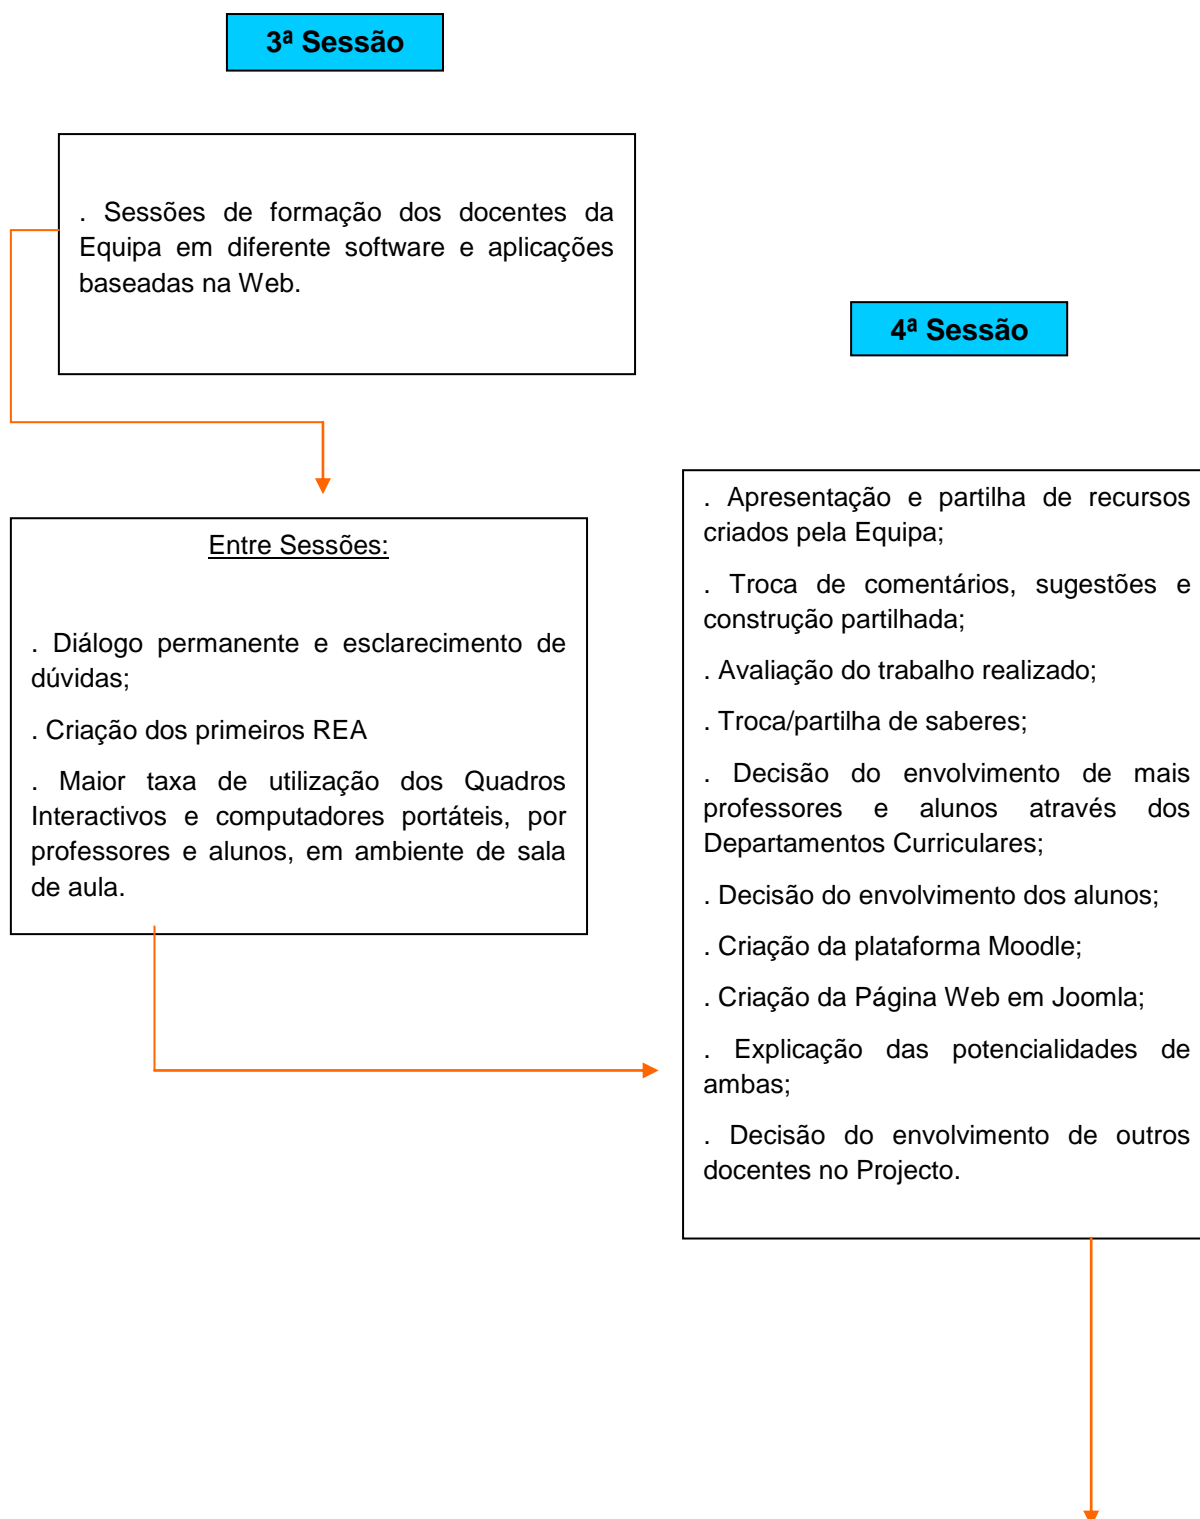 3ª Sessão
. Sessões de formação dos docentes da
Equipa em diferente software e aplicações
baseadas na Web.
Entre Sessões:
. Diálogo permanente e esclarecimento de
dúvidas;
. Criação dos primeiros REA
. Maior taxa de utilização dos Quadros
Interactivos e computadores portáteis, por
professores e alunos, em ambiente de sala
de aula.
4ª Sessão
. Apresentação e partilha de recursos
criados pela Equipa;
. Troca de comentários, sugestões e
construção partilhada;
. Avaliação do trabalho realizado;
. Troca/partilha de saberes;
. Decisão do envolvimento de mais
professores e alunos através dos
Departamentos Curriculares;
. Decisão do envolvimento dos alunos;
. Criação da plataforma Moodle;
. Criação da Página Web em Joomla;
. Explicação das potencialidades de
ambas;
. Decisão do envolvimento de outros
docentes no Projecto.